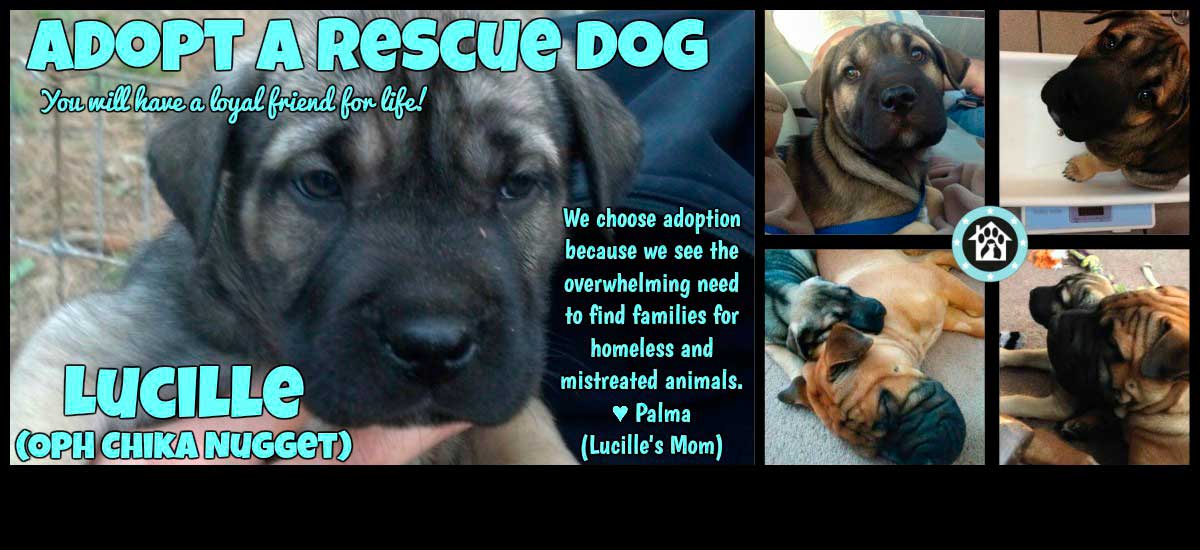 ADOPT A RESCUE DOG
You will have a loyal friend for life!
We choose adoption
because we see the
overwhelming need
to find families for
homeless and
mistreated animals.
♥ Palma
(Lucille's Mom)
LUCILLE
(OPH CHIKA NUGGET)